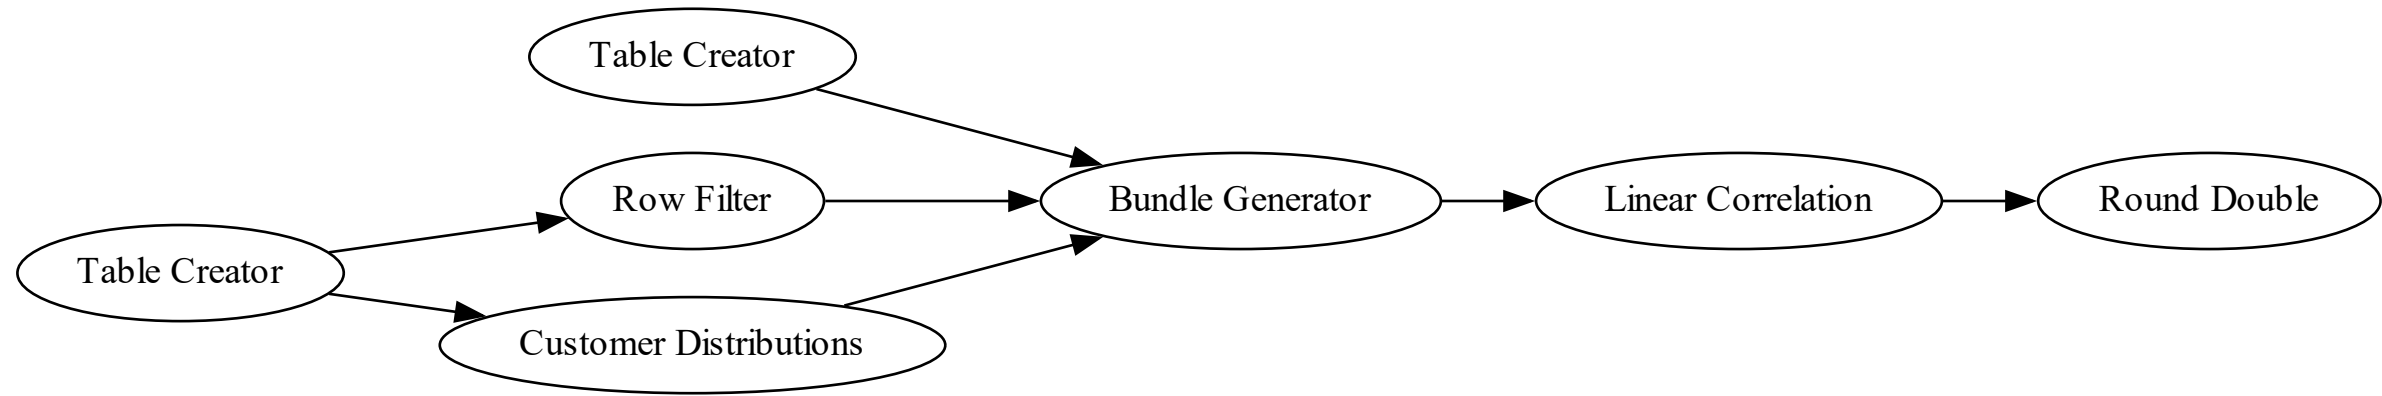 Table Creator
Row Filter
Bundle Generator
Linear Correlation
Round Double
Table Creator
Customer Distributions